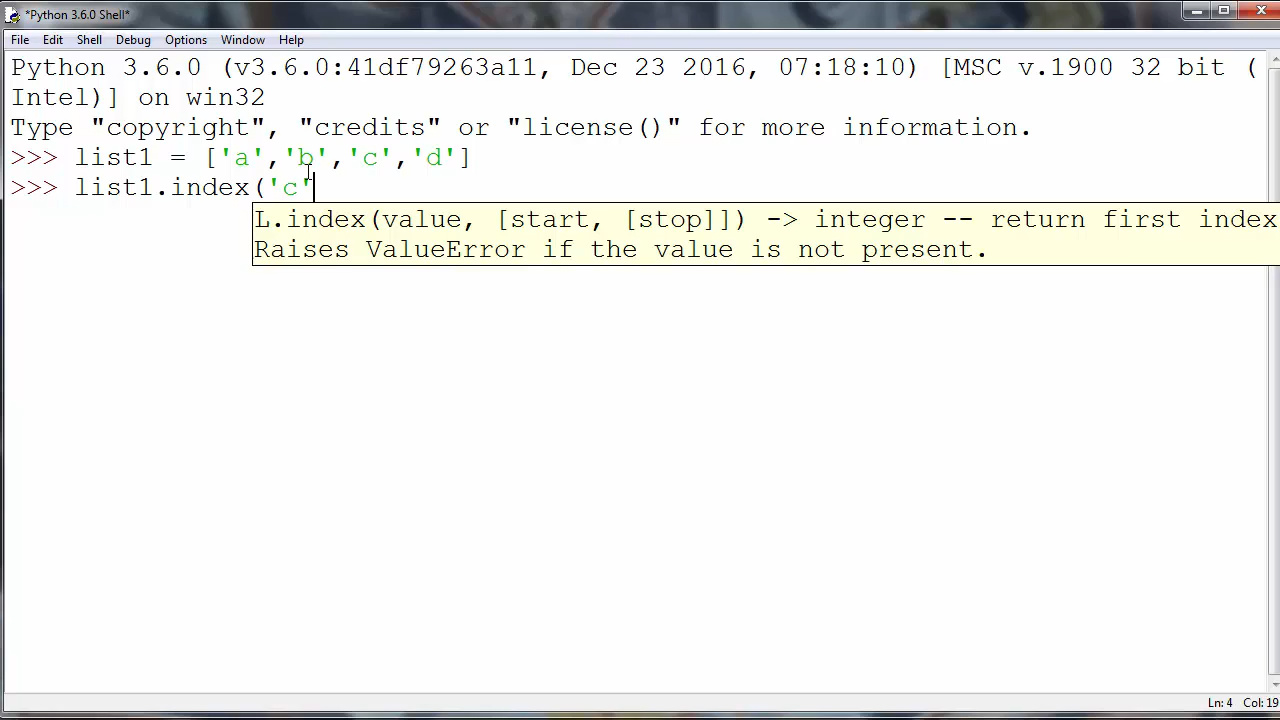 *Python 3.6.0 Shell*
File Edit Shell Debug Options Window Help
Python 3.6.0 (v3.6.0:41df79263a11, Dec 23 2016, 07:18:10) [MSC v.1900 32 bit (
Intel)] on win32
Type "copyright", "credits" or "license()" for more information.
>>> list1 = ['a','b','c','d']
>>> list1.index('c'
L.index(value, [start, [stop]]) -> integer -- return first index
Raises ValueError if the value is not present.
Ln: 4 Col: 19